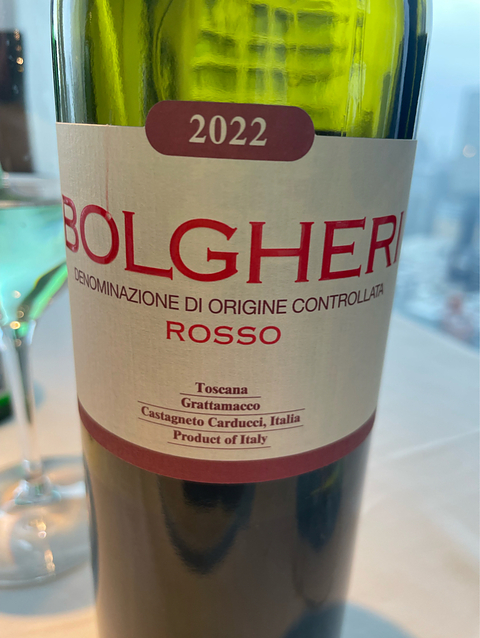 2022
BOLGHERI
DENOMINAZIONE DI ORIGINE CONTROLLATA
ROSSO
Toscana
Grattamacco
Castagneto Carducci, Italia
Product of Italy